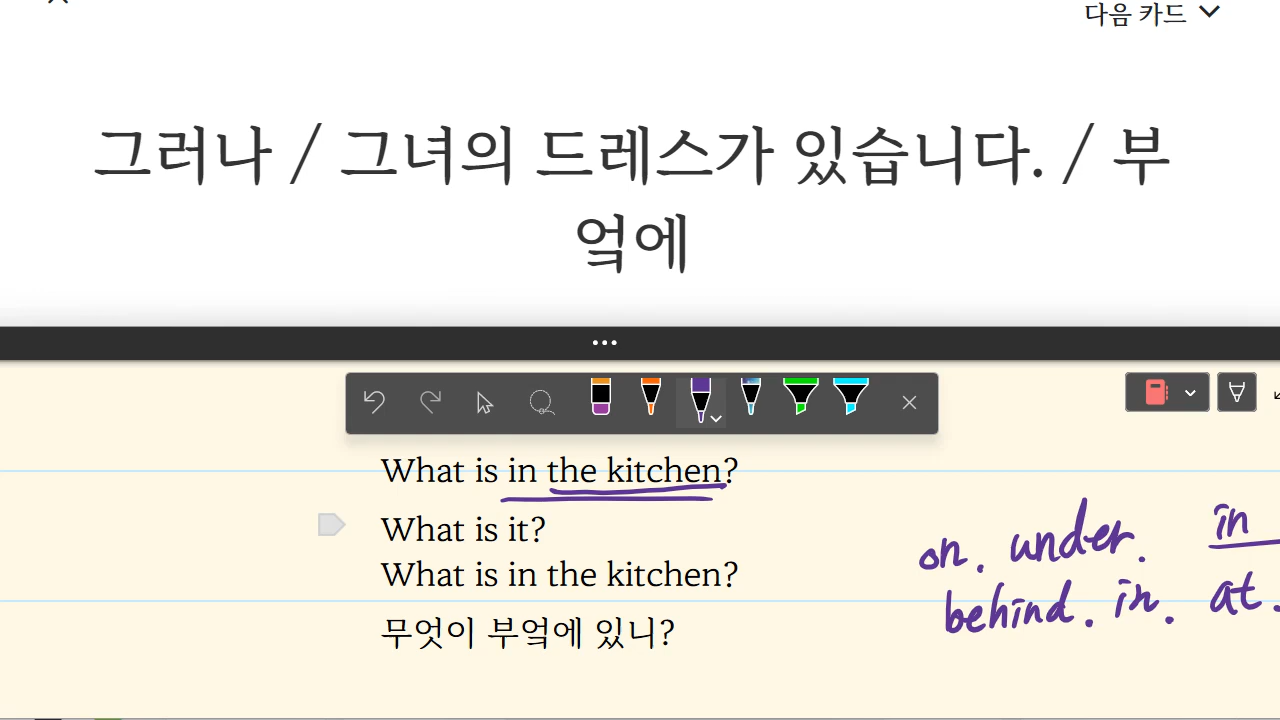 다음 카드
그러나 / 그녀의 드레스가 있습니다. / 부
엌에
What is in the kitchen?
What is it?
What is in the kitchen?
무엇이 부엌에 있니?
on. under. in
behind. in. at.